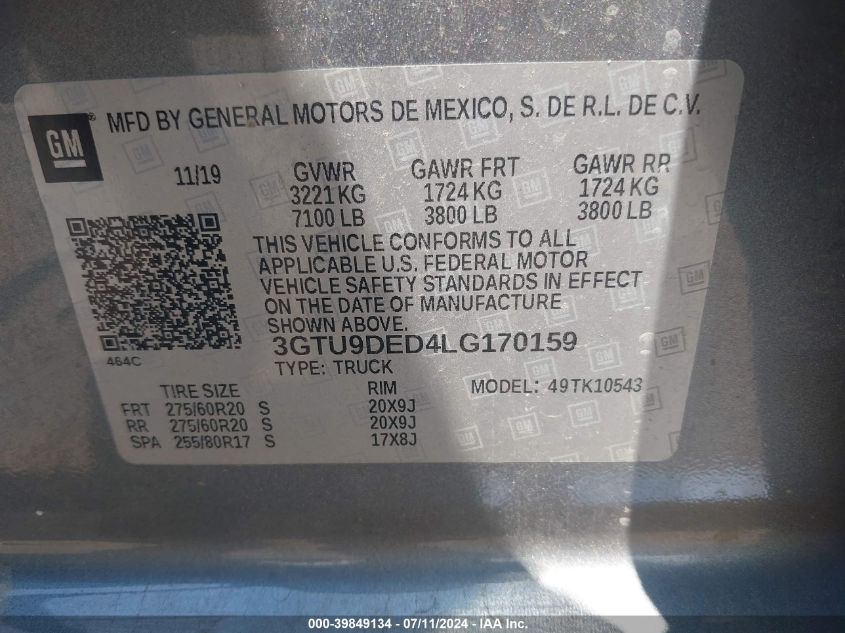 GM
MFD BY GENERAL MOTORS DE MEXICO, S. DE R.L. DE C.V.
11/19 GVWR GAWR FRT GAWR RR
3221 KG 1724 KG 1724 KG
7100 LB 3800 LB 3800 LB
THIS VEHICLE CONFORMS TO ALL
APPLICABLE U.S. FEDERAL MOTOR
VEHICLE SAFETY STANDARDS IN EFFECT
ON THE DATE OF MANUFACTURE
SHOWN ABOVE.
464C
3GTU9DED4LG170159
TYPE: TRUCK
TIRE SIZE RIM MODEL: 49TK10543
FRT 275/60R20 S 20X9J
RR 275/60R20 S 20X9J
SPA 255/80R17 S 17X8J
000-39849134 - 07/11/2024 - IAAI.com